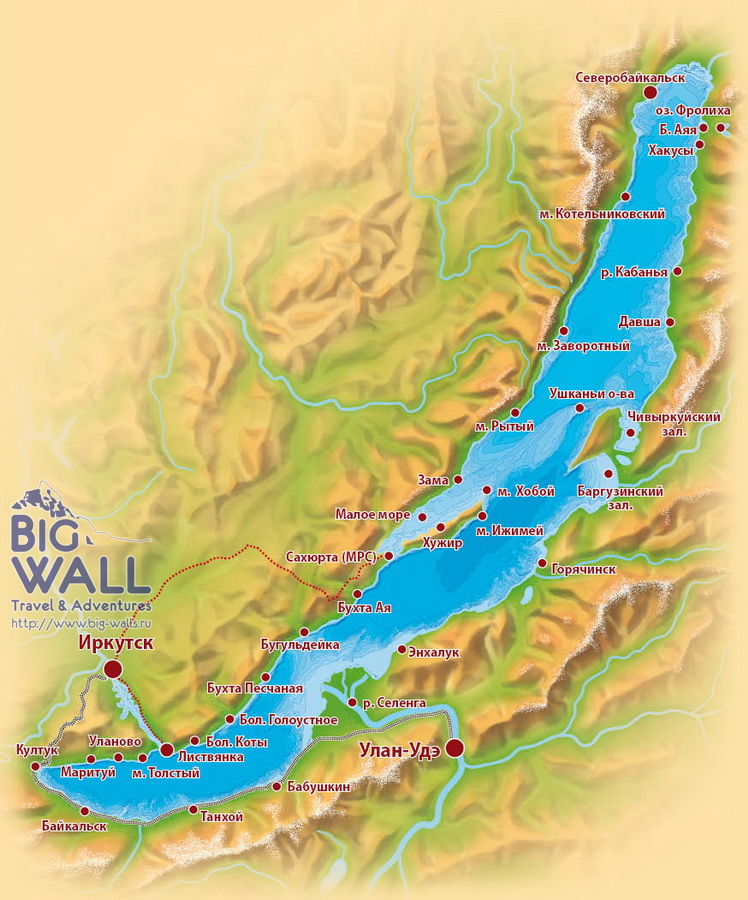 Северобайкальск
оз. Фролиха
Б. Аяя
Хакусы
м. Котельниковский
р. Кабанья
Давша
м. Заворотный
Ушканьи о-ва
Чивыркуйский
зал.
м. Рытый
Зама
м. Хобой
Баргузинский
зал.
Малое море
м. Ижимей
Хужир
Сахюрта (МРС)
Горячинск
BIG
WALL
Travel & Adventures
http://www.big-walls.ru
Бухта Ая
Иркутск
Бугульдейка
Энхалук
Бухта Песчаная
р. Селенга
Бол. Голоустное
Уланово
Бол. Коты
Култук
Улан-Удэ
Листвянка
Маритуй
м. Толстый
Бабушкин
Танхой
Байкальск